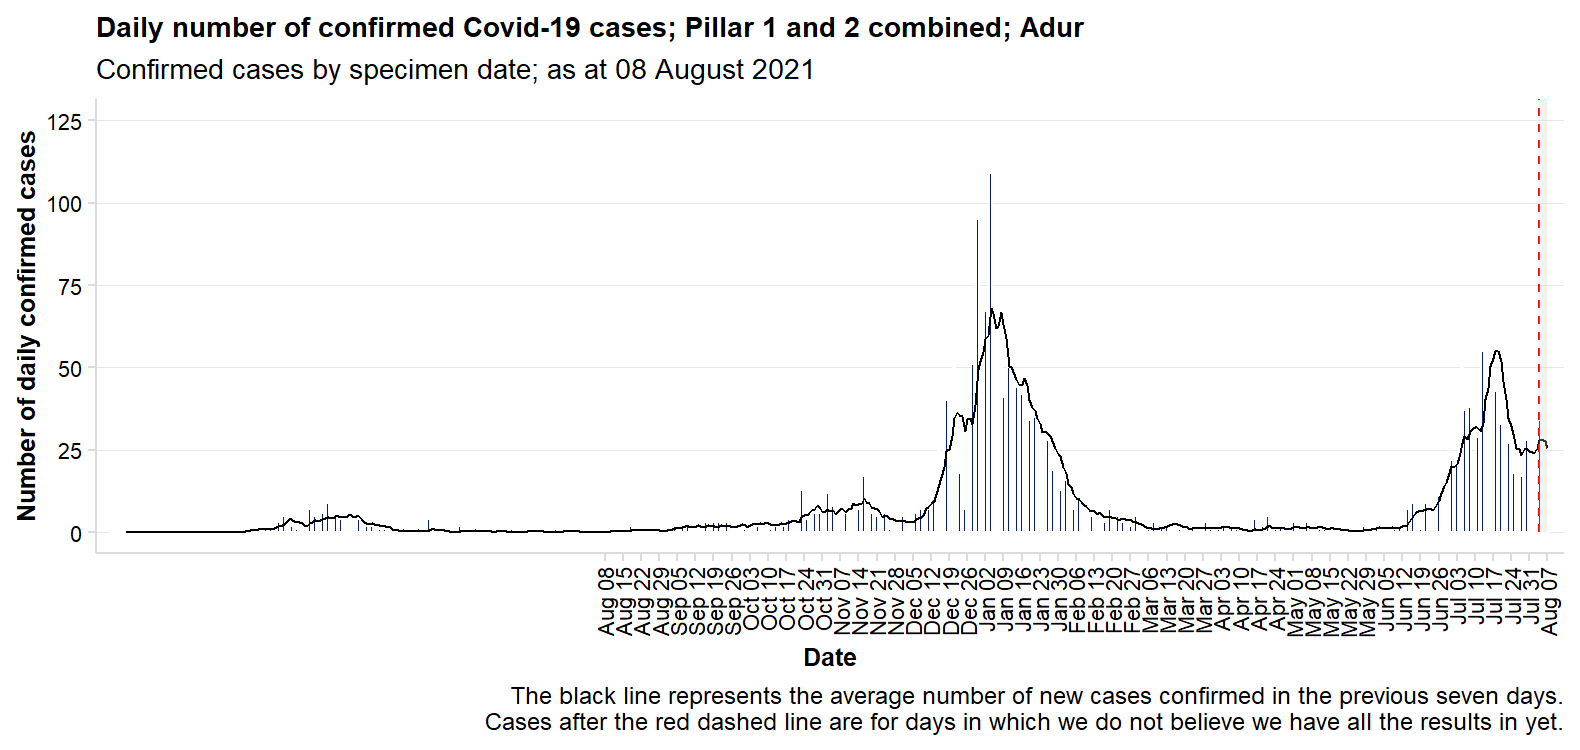 Daily number of confirmed Covid-19 cases; Pillar 1 and 2 combined; Adur
Confirmed cases by specimen date; as at 08 August 2021
Number of daily confirmed cases
125
100
75
50
25
0
Aug 08
Aug 15
Aug 22
Aug 29
Sep 05
Sep 12
Sep 19
Sep 26
Oct 03
Oct 10
Oct 17
Oct 24
Oct 31
Nov 07
Nov 14
Nov 21
Nov 28
Dec 05
Dec 12
Dec 19
Dec 26
Jan 02
Jan 09
Jan 16
Jan 23
Jan 30
Feb 06
Feb 13
Feb 20
Feb 27
Mar 06
Mar 13
Mar 20
Mar 27
Apr 03
Apr 10
Apr 17
Apr 24
May 01
May 08
May 15
May 22
May 29
Jun 05
Jun 12
Jun 19
Jun 26
Jul 03
Jul 10
Jul 17
Jul 24
Jul 31
Aug 07
Date
The black line represents the average number of new cases confirmed in the previous seven days.
Cases after the red dashed line are for days in which we do not believe we have all the results in yet.